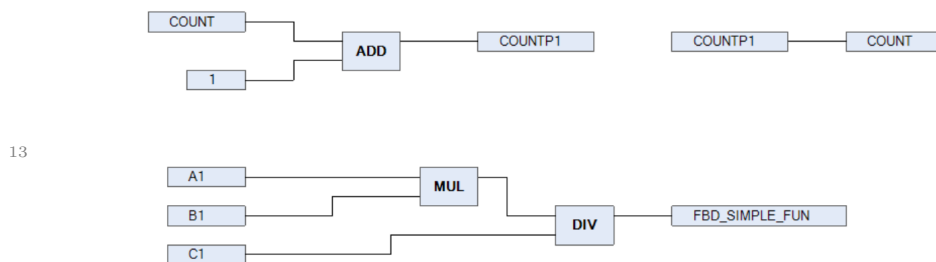 COUNT
ADD
COUNTP1
COUNTP1
COUNT
1
13
A1
MUL
B1
DIV
FBD_SIMPLE_FUN
C1